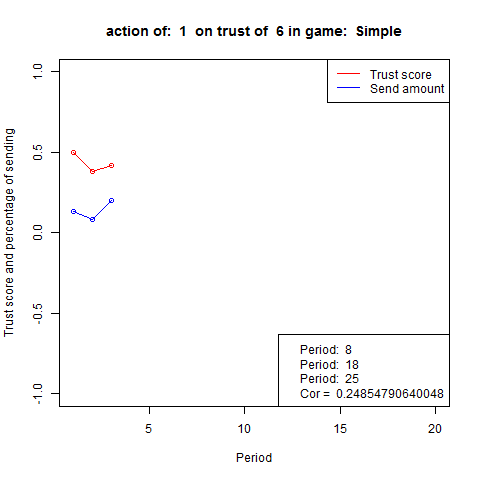 action of:  1  on trust of  6 in game:  Simple
Trust score
Send amount
1.0
0.5
0.0
-0.5
-1.0
Trust score and percentage of sending
Period:  8
Period:  18
Period:  25
Cor =  0.24854790640048
5
10
15
20
Period